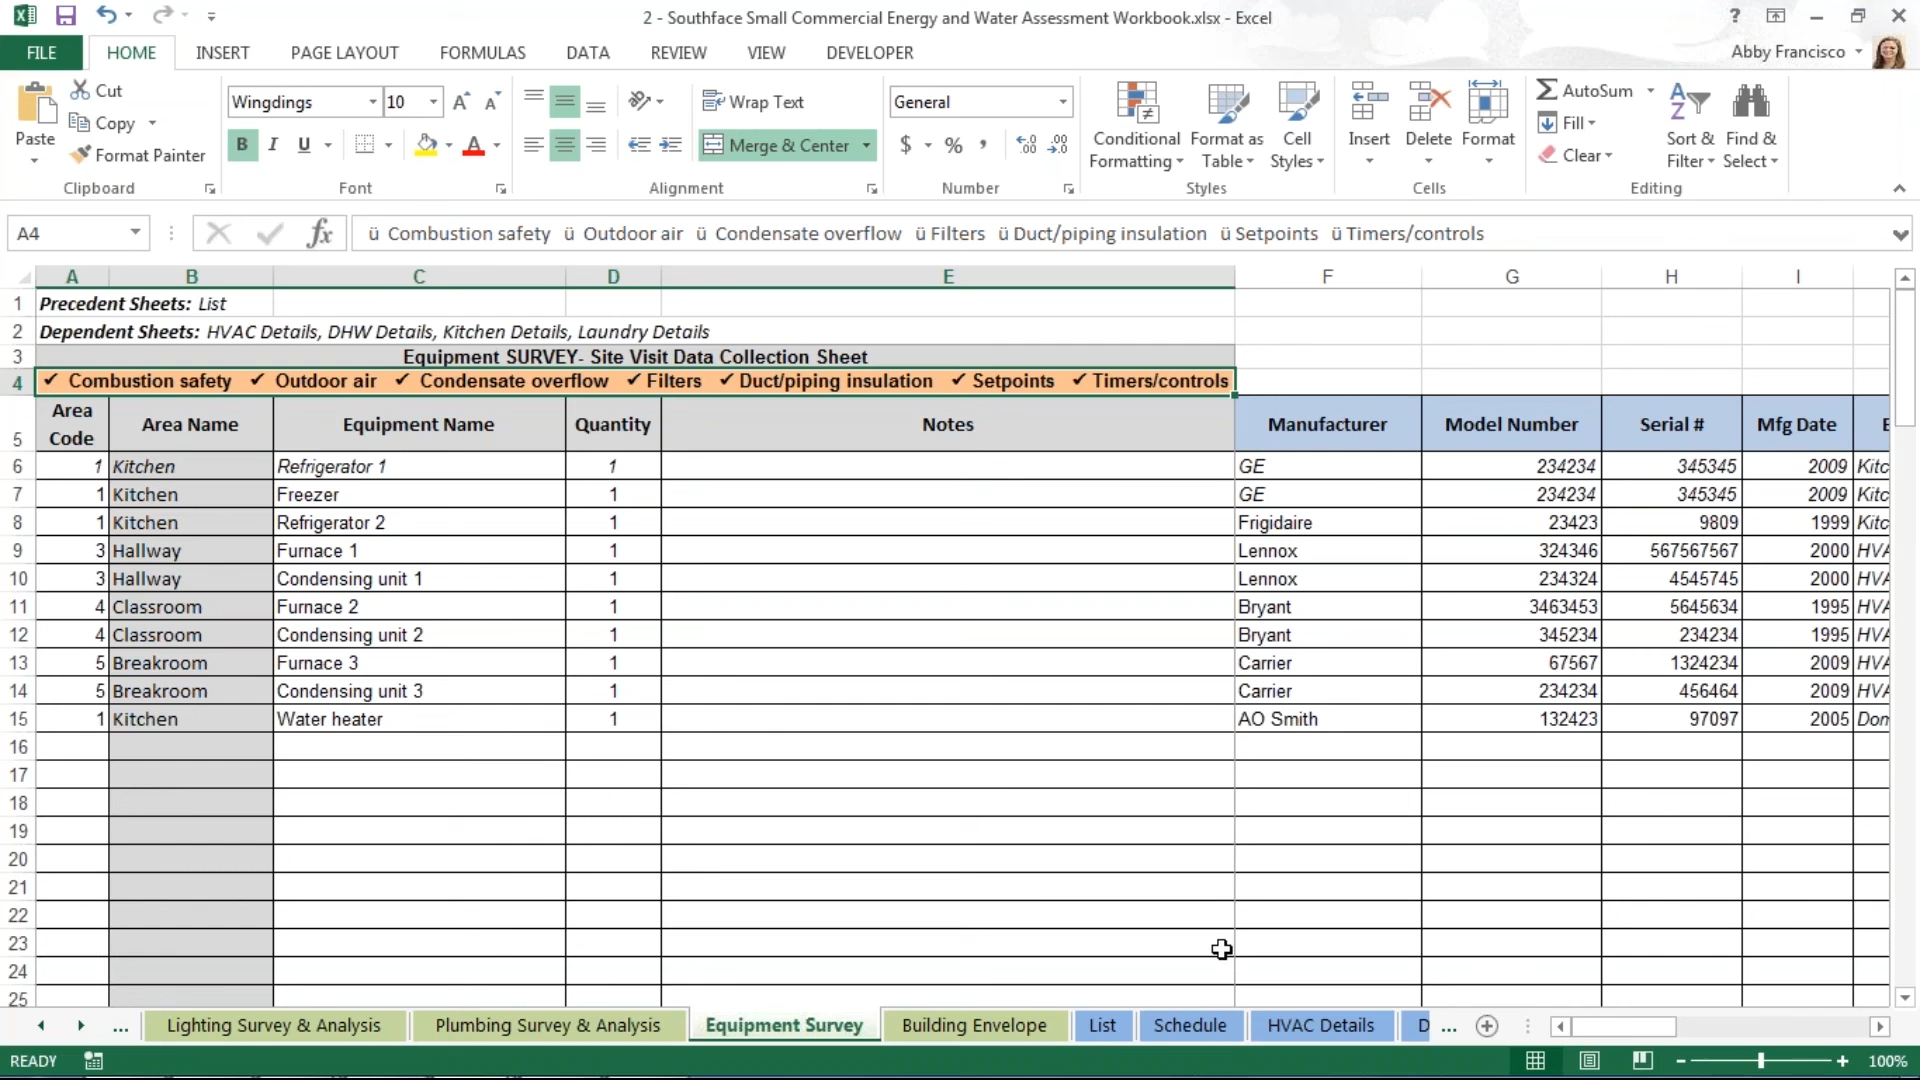 2 - Southface Small Commercial Energy and Water Assessment Workbook.xlsx - Excel
FILE HOME INSERT PAGE LAYOUT FORMULAS DATA REVIEW VIEW DEVELOPER Abby Francisco
Paste Cut Copy Format Painter Clipboard
Wingdings 10 B I U A A A Font
Wrap Text Merge & Center Alignment
General $ % , Number
Conditional Formatting Format as Table Cell Styles Styles
Insert Delete Format Cells
AutoSum Fill Clear Sort & Filter Find & Select Editing
A4 fx ü Combustion safety ü Outdoor air ü Condensate overflow ü Filters ü Duct/piping insulation ü Setpoints ü Timers/controls
A B C D E F G H I
1 Precedent Sheets: List
2 Dependent Sheets: HVAC Details, DHW Details, Kitchen Details, Laundry Details
3 Equipment SURVEY- Site Visit Data Collection Sheet
4 ✓ Combustion safety ✓ Outdoor air ✓ Condensate overflow ✓ Filters ✓ Duct/piping insulation ✓ Setpoints ✓ Timers/controls
5 Area Code Area Name Equipment Name Quantity Notes Manufacturer Model Number Serial # Mfg Date E
6 1 Kitchen Refrigerator 1 1 GE 234234 345345 2009 Kitc
7 1 Kitchen Freezer 1 GE 234234 345345 2009 Kitc
8 1 Kitchen Refrigerator 2 1 Frigidaire 23423 9809 1999 Kitc
9 3 Hallway Furnace 1 1 Lennox 324346 567567567 2000 HVA
10 3 Hallway Condensing unit 1 1 Lennox 234324 4545745 2000 HVA
11 4 Classroom Furnace 2 1 Bryant 3463453 5645634 1995 HVA
12 4 Classroom Condensing unit 2 1 Bryant 345234 234234 1995 HVA
13 5 Breakroom Furnace 3 1 Carrier 67567 1324234 2009 HVA
14 5 Breakroom Condensing unit 3 1 Carrier 234234 456464 2009 HVA
15 1 Kitchen Water heater 1 AO Smith 132423 97097 2005 Dom
16
17
18
19
20
21
22
23
24
25
... Lighting Survey & Analysis Plumbing Survey & Analysis Equipment Survey Building Envelope List Schedule HVAC Details D ...
READY 100%